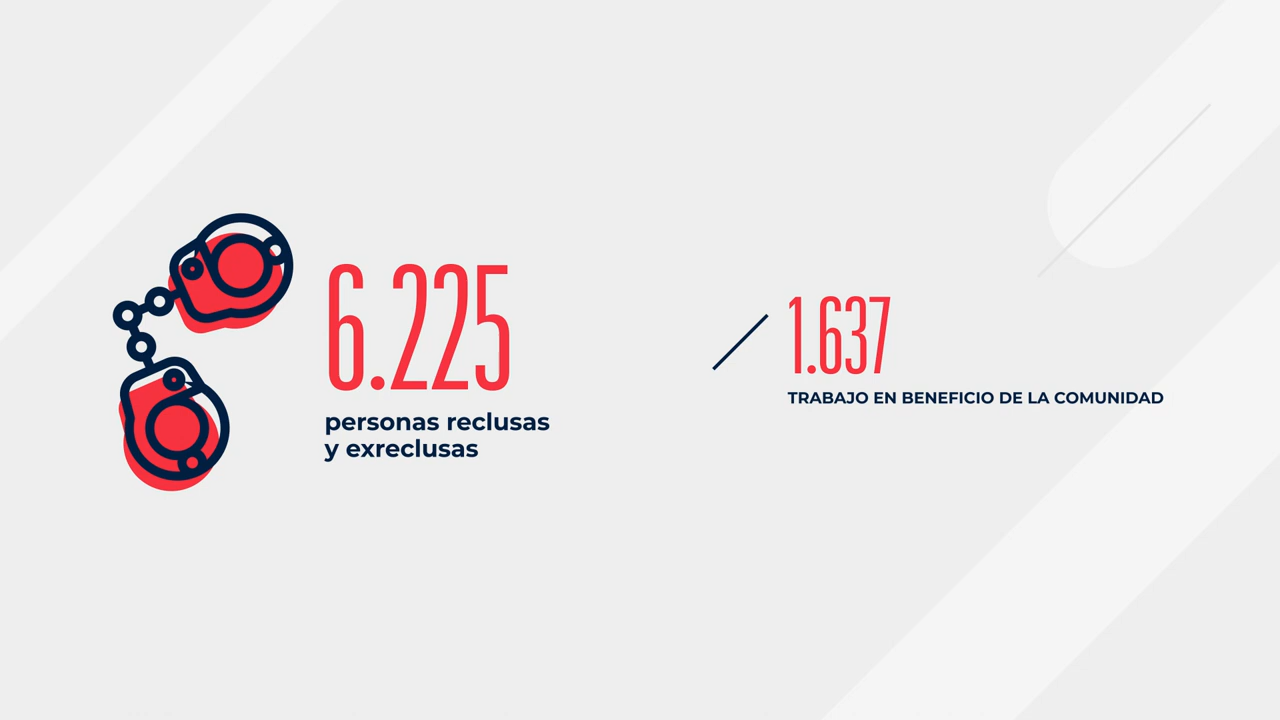 6.225
personas reclusas
y exreclusas
1.637
TRABAJO EN BENEFICIO DE LA COMUNIDAD